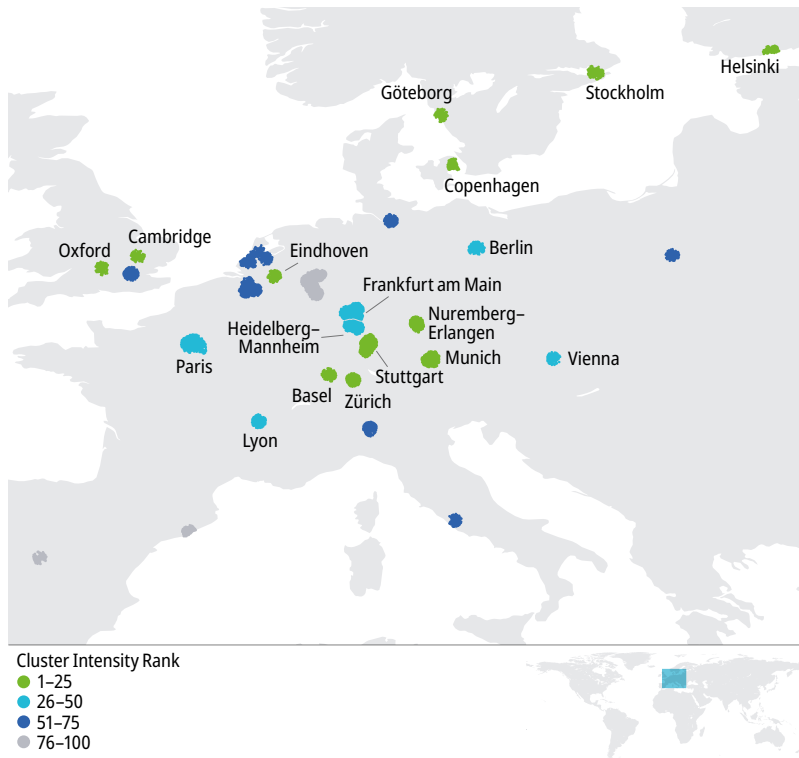 Helsinki
Stockholm
Göteborg
Copenhagen
Cambridge
Oxford
Eindhoven
Berlin
Frankfurt am Main
Nuremberg–
Erlangen
Heidelberg–
Mannheim
Munich
Vienna
Paris
Stuttgart
Basel
Zürich
Lyon
Cluster Intensity Rank
1–25
26–50
51–75
76–100